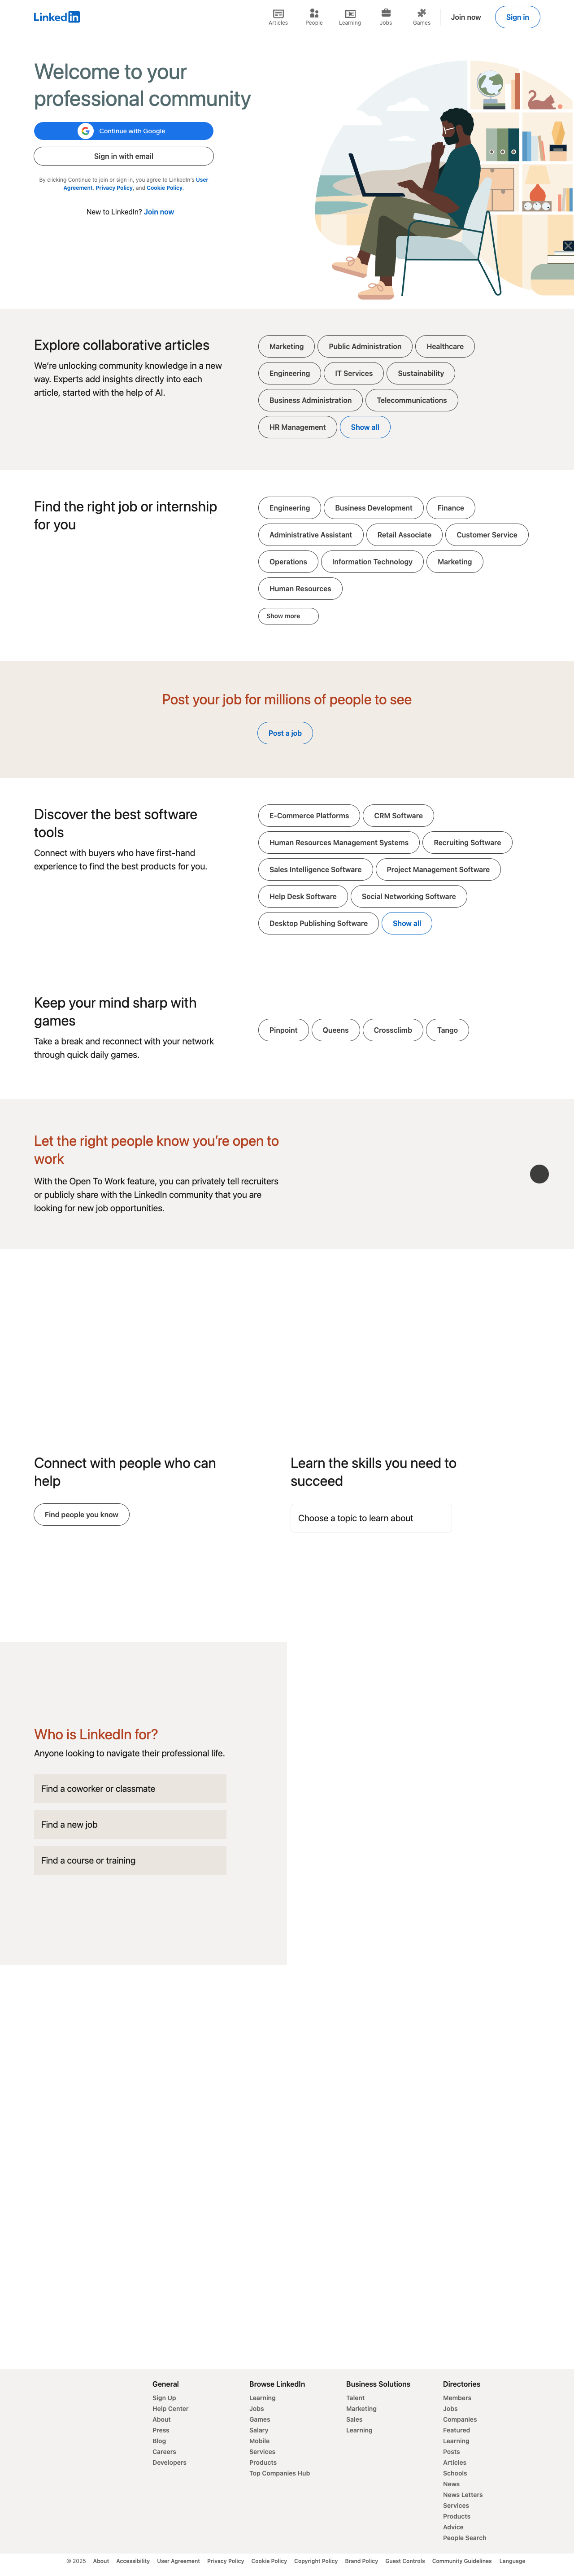 LinkedIn
Articles
People
Learning
Jobs
Games
Join now
Sign in
Welcome to your
professional community
Continue with Google
Sign in with email
By clicking Continue to join or sign in, you agree to LinkedIn's User
Agreement, Privacy Policy, and Cookie Policy.
New to LinkedIn? Join now
Explore collaborative articles
We're unlocking community knowledge in a new
way. Experts add insights directly into each
article, started with the help of AI.
Marketing
Public Administration
Healthcare
Engineering
IT Services
Sustainability
Business Administration
Telecommunications
HR Management
Show all
Find the right job or internship
for you
Engineering
Business Development
Finance
Administrative Assistant
Retail Associate
Customer Service
Operations
Information Technology
Marketing
Human Resources
Show more
Post your job for millions of people to see
Post a job
Discover the best software
tools
Connect with buyers who have first-hand
experience to find the best products for you.
E-Commerce Platforms
CRM Software
Human Resources Management Systems
Recruiting Software
Sales Intelligence Software
Project Management Software
Help Desk Software
Social Networking Software
Desktop Publishing Software
Show all
Keep your mind sharp with
games
Take a break and reconnect with your network
through quick daily games.
Pinpoint
Queens
Crossclimb
Tango
Let the right people know you're open to
work
With the Open To Work feature, you can privately tell recruiters
or publicly share with the LinkedIn community that you are
looking for new job opportunities.
Connect with people who can
help
Find people you know
Learn the skills you need to
succeed
Choose a topic to learn about
Who is LinkedIn for?
Anyone looking to navigate their professional life.
Find a coworker or classmate
Find a new job
Find a course or training
General
Sign Up
Help Center
About
Press
Blog
Careers
Developers
Browse LinkedIn
Learning
Jobs
Games
Salary
Mobile
Services
Products
Top Companies Hub
Business Solutions
Talent
Marketing
Sales
Learning
Directories
Members
Jobs
Companies
Featured
Learning
Posts
Articles
Schools
News
News Letters
Services
Products
Advice
People Search
© 2025
About
Accessibility
User Agreement
Privacy Policy
Cookie Policy
Copyright Policy
Brand Policy
Guest Controls
Community Guidelines
Language